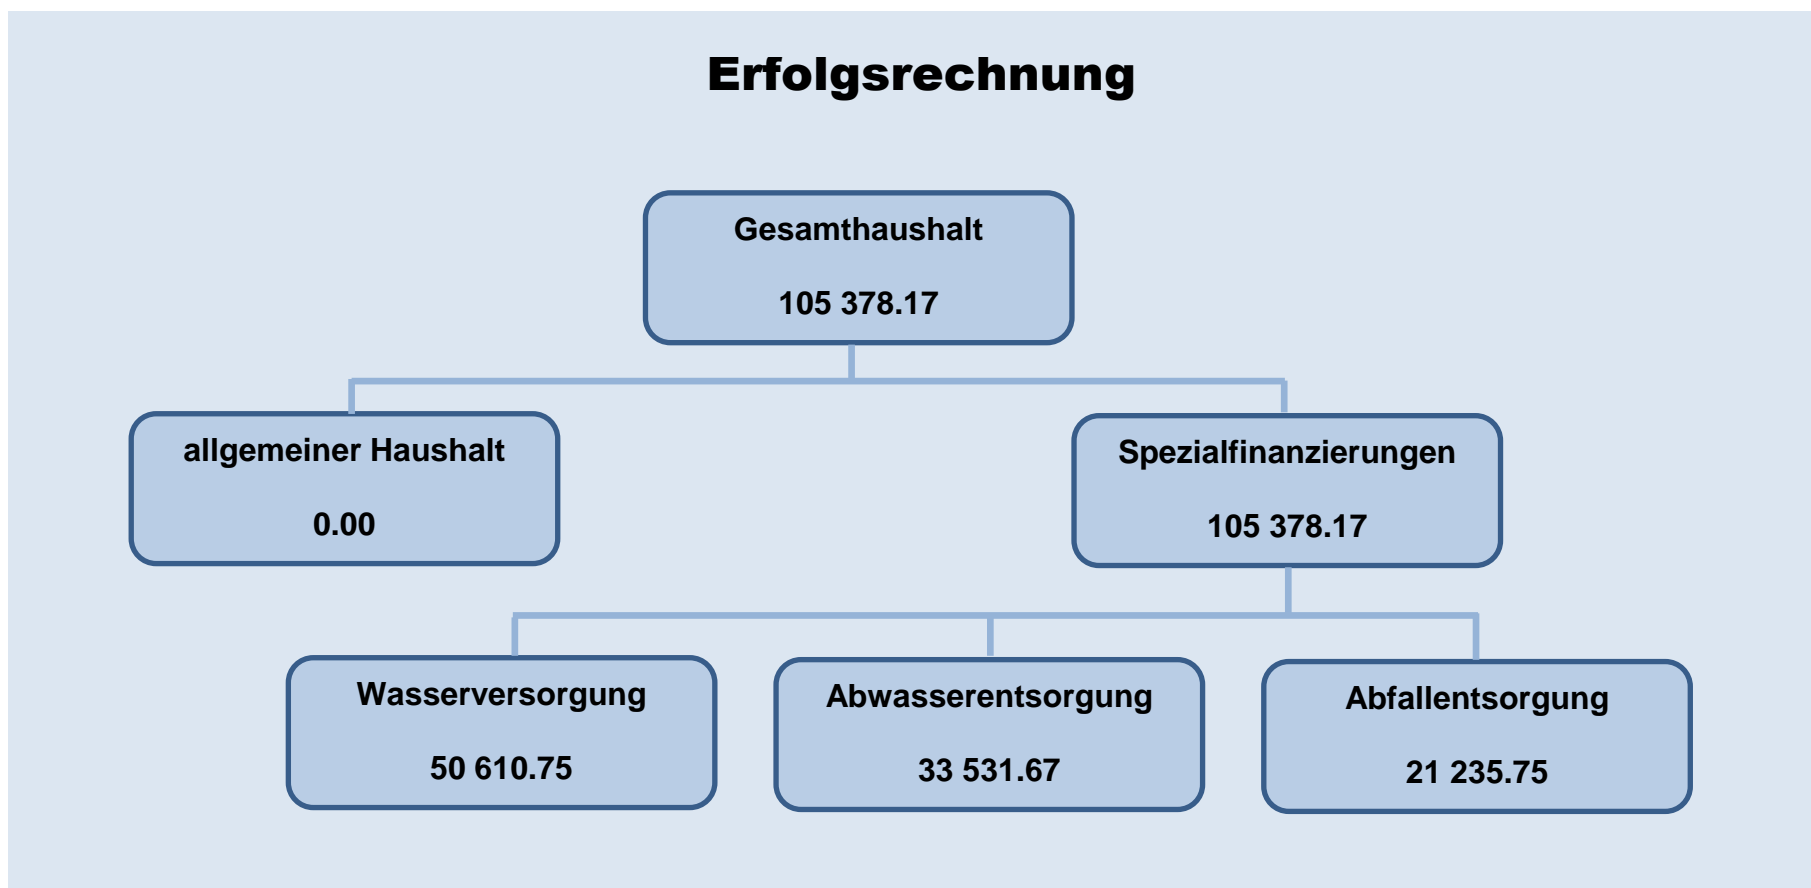 Erfolgsrechnung
Gesamthaushalt
105 378.17
allgemeiner Haushalt
0.00
Spezialfinanzierungen
105 378.17
Wasserversorgung
50 610.75
Abwasserentsorgung
33 531.67
Abfallentsorgung
21 235.75